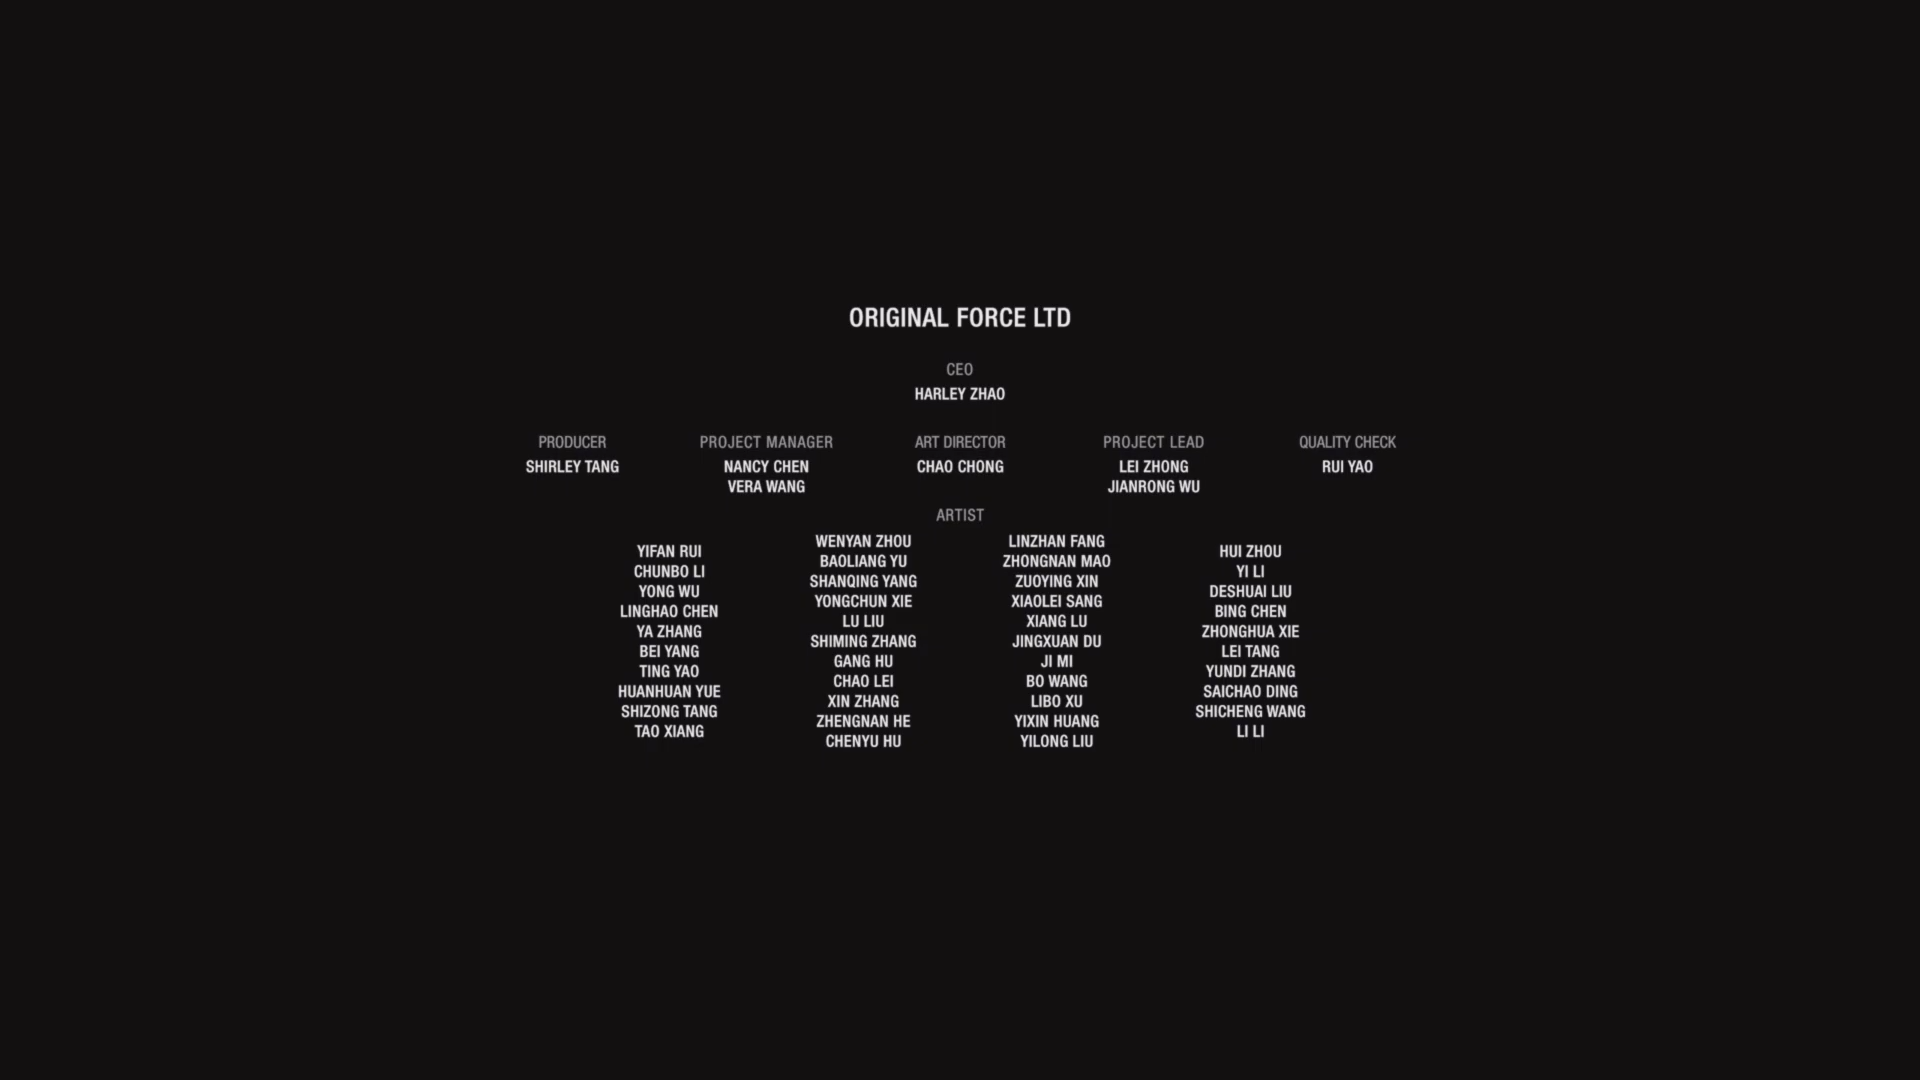 ORIGINAL FORCE LTD
CEO
HARLEY ZHAO
PRODUCER
SHIRLEY TANG
PROJECT MANAGER
NANCY CHEN
VERA WANG
ART DIRECTOR
CHAO CHONG
PROJECT LEAD
LEI ZHONG
JIANRONG WU
QUALITY CHECK
RUI YAO
ARTIST
YIFAN RUI
CHUNBO LI
YONG WU
LINGHAO CHEN
YA ZHANG
BEI YANG
TING YAO
HUANHUAN YUE
SHIZONG TANG
TAO XIANG
WENYAN ZHOU
BAOLIANG YU
SHANQING YANG
YONGCHUN XIE
LU LIU
SHIMING ZHANG
GANG HU
CHAO LEI
XIN ZHANG
ZHENGNAN HE
CHENYU HU
LINZHAN FANG
ZHONGNAN MAO
ZUOYING XIN
XIAOLEI SANG
XIANG LU
JINGXUAN DU
JI MI
BO WANG
LIBO XU
YIXIN HUANG
YILONG LIU
HUI ZHOU
YI LI
DESHUAI LIU
BING CHEN
ZHONGHUA XIE
LEI TANG
YUNDI ZHANG
SAICHAO DING
SHICHENG WANG
LI LI